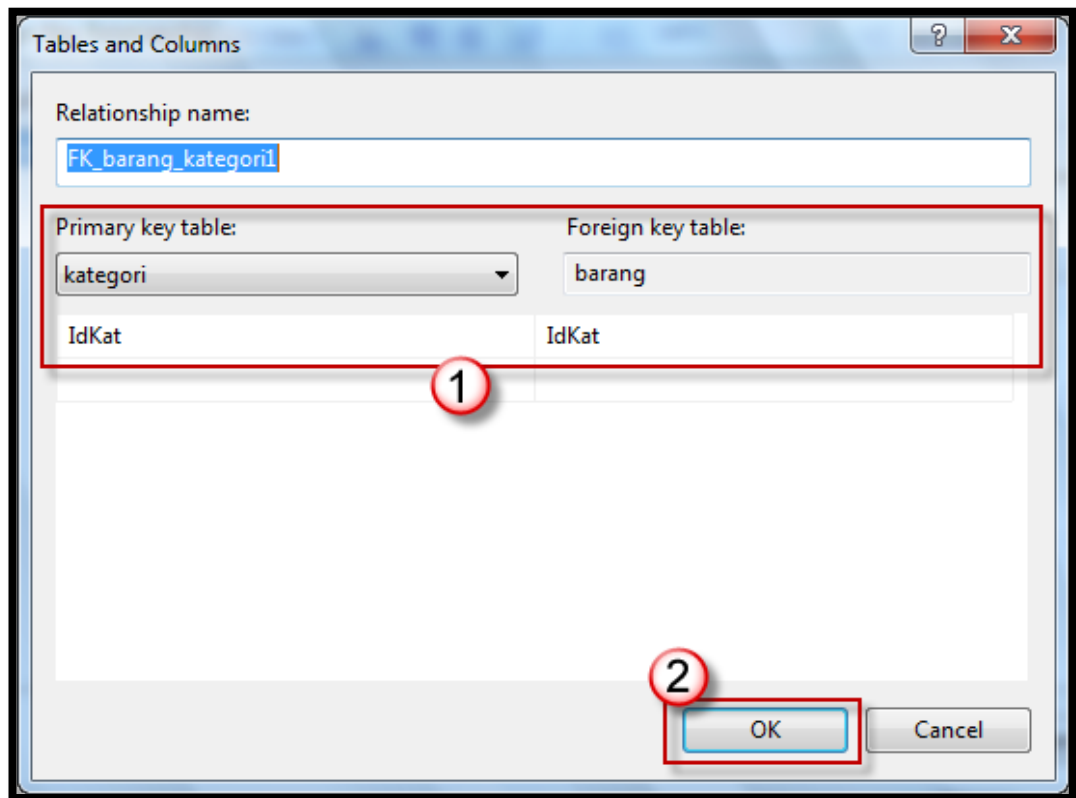 Tables and Columns
?
X
Relationship name:
FK_barang_kategori1
Primary key table: Foreign key table:
kategori barang
IdKat IdKat
1
2
OK Cancel